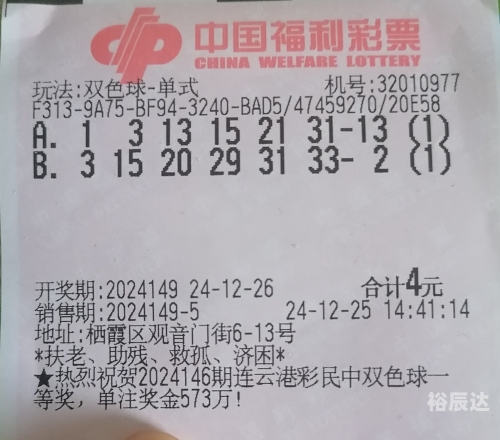 中国福利彩票
CHINA WELFARE LOTTERY
玩法:双色球-单式 机号:32010977
F313-9A75-BF94-3240-BAD5/47459270/20E58
A. 1 3 13 15 21 31-13 (1)
B. 3 15 20 29 31 33- 2 (1)
开奖期:2024149 24-12-26 合计4元
销售期:2024149-5 24-12-25 14:41:14
地址:栖霞区观音门街6-13号
*扶老、助残、救孤、济困*
★热烈祝贺2024146期连云港彩民中双色球一
等奖，单注奖金573万！
裕辰达